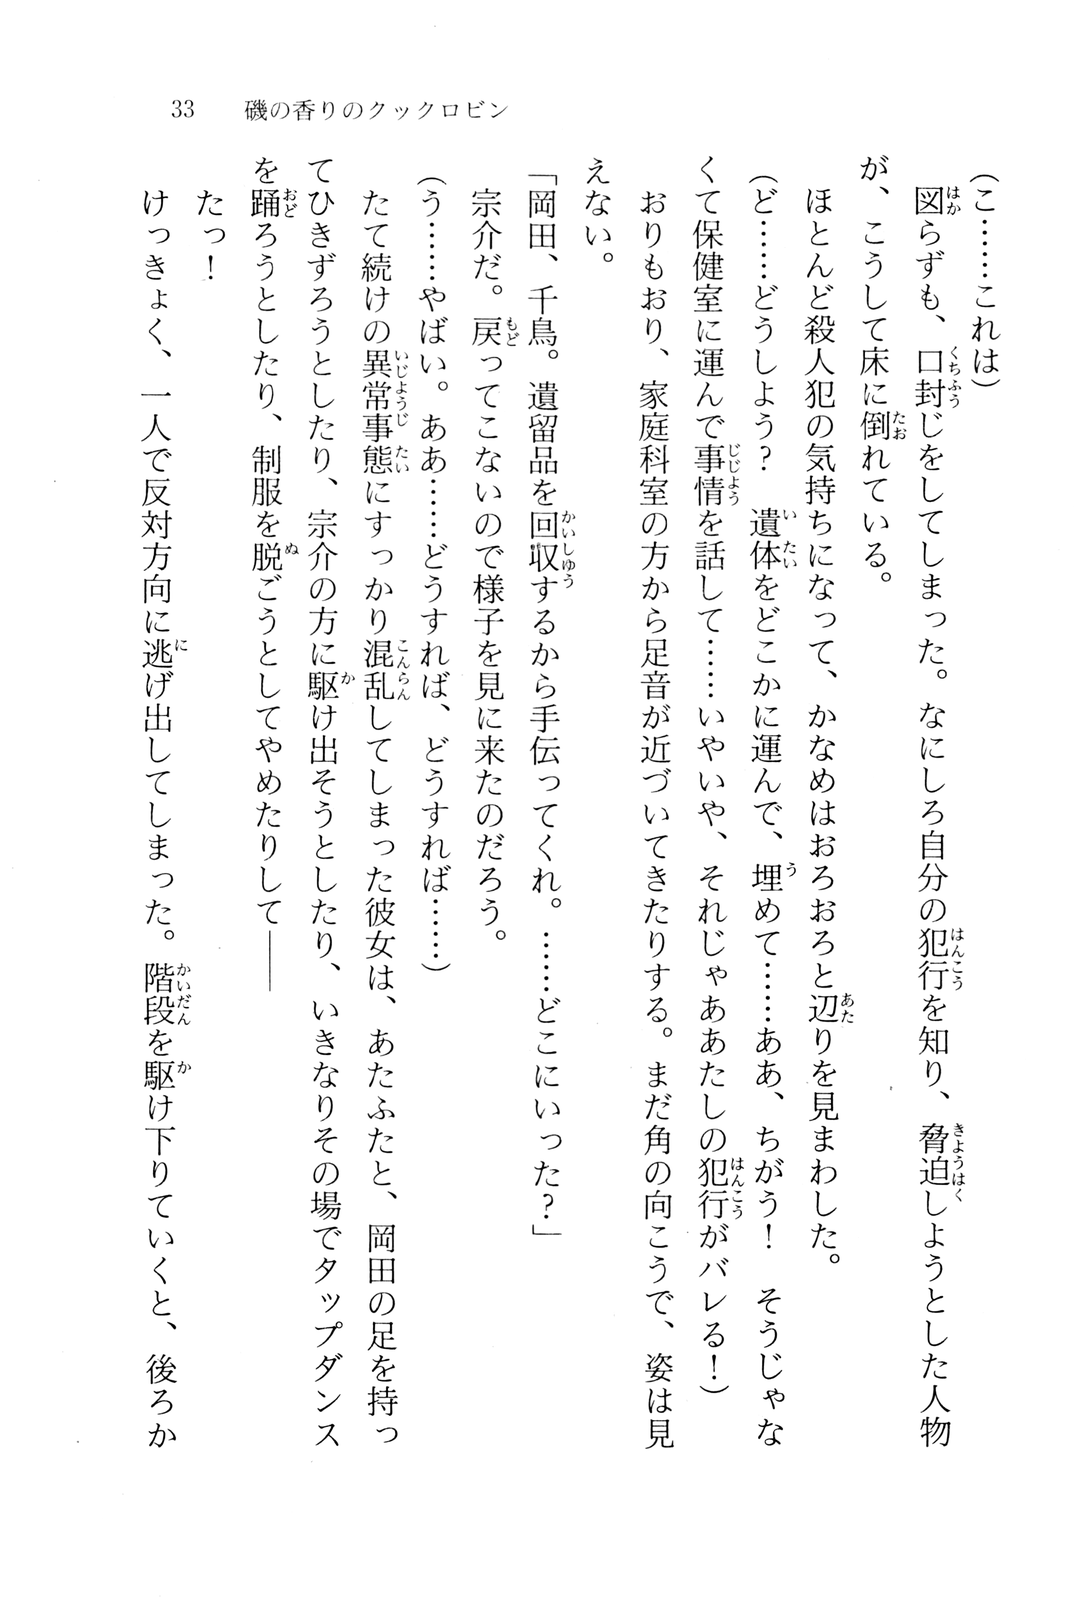 33　磯の香りのクックロビン
（こ……これは）
　図らずも、口封じをしてしまった。なにしろ自分の犯行を知り、脅迫しようとした人物
が、こうして床に倒れている。
　ほとんど殺人犯の気持ちになって、かなめはおろおろと辺りを見まわした。
（ど……どうしよう？　遺体をどこかに運んで、埋めて……ああ、ちがう！　そうじゃな
くて保健室に運んで事情を話して……いやいや、それじゃああたしの犯行がバレる！）
　おりもおり、家庭科室の方から足音が近づいてきたりする。まだ角の向こうで、姿は見
えない。
「岡田、千鳥。遺留品を回収するから手伝ってくれ。……どこにいった？」
　宗介だ。戻ってこないので様子を見に来たのだろう。
（う……やばい。ああ……どうすれば、どうすれば……）
　たて続けの異常事態にすっかり混乱してしまった彼女は、あたふたと、岡田の足を持っ
てひきずろうとしたり、宗介の方に駆け出そうとしたり、いきなりその場でタップダンス
を踊ろうとしたり、制服を脱ごうとしてやめたりして――
　たっ！
　けっきょく、一人で反対方向に逃げ出してしまった。階段を駆け下りていくと、後ろか